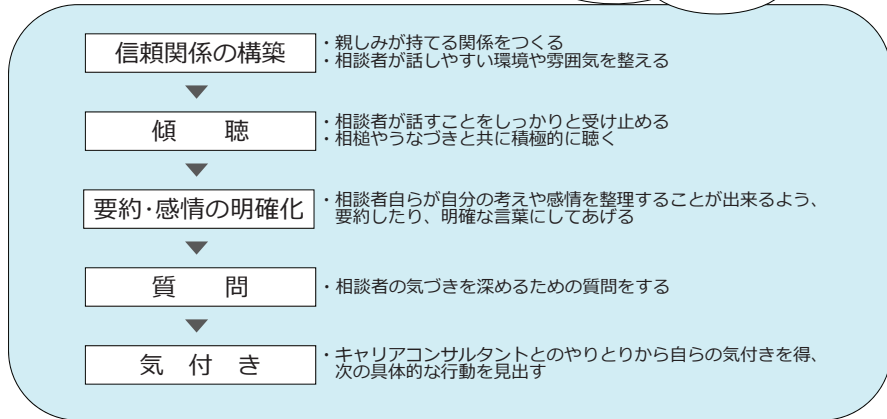 信頼関係の構築
・親しみが持てる関係をつくる
・相談者が話しやすい環境や雰囲気を整える
傾　聴
・相談者が話すことをしっかりと受け止める
・相槌やうなづきと共に積極的に聴く
要約・感情の明確化
・相談者自らが自分の考えや感情を整理することが出来るよう、
要約したり、明確な言葉にしてあげる
質　問
・相談者の気づきを深めるための質問をする
気　付　き
・キャリアコンサルタントとのやりとりから自らの気付きを得、
次の具体的な行動を見出す